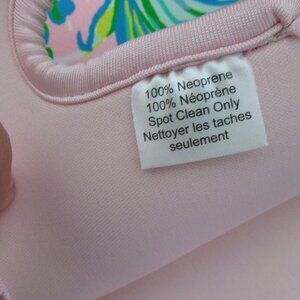 100% Neoprene
100% Néoprène
Spot Clean Only
Nettoyer les taches
seulement